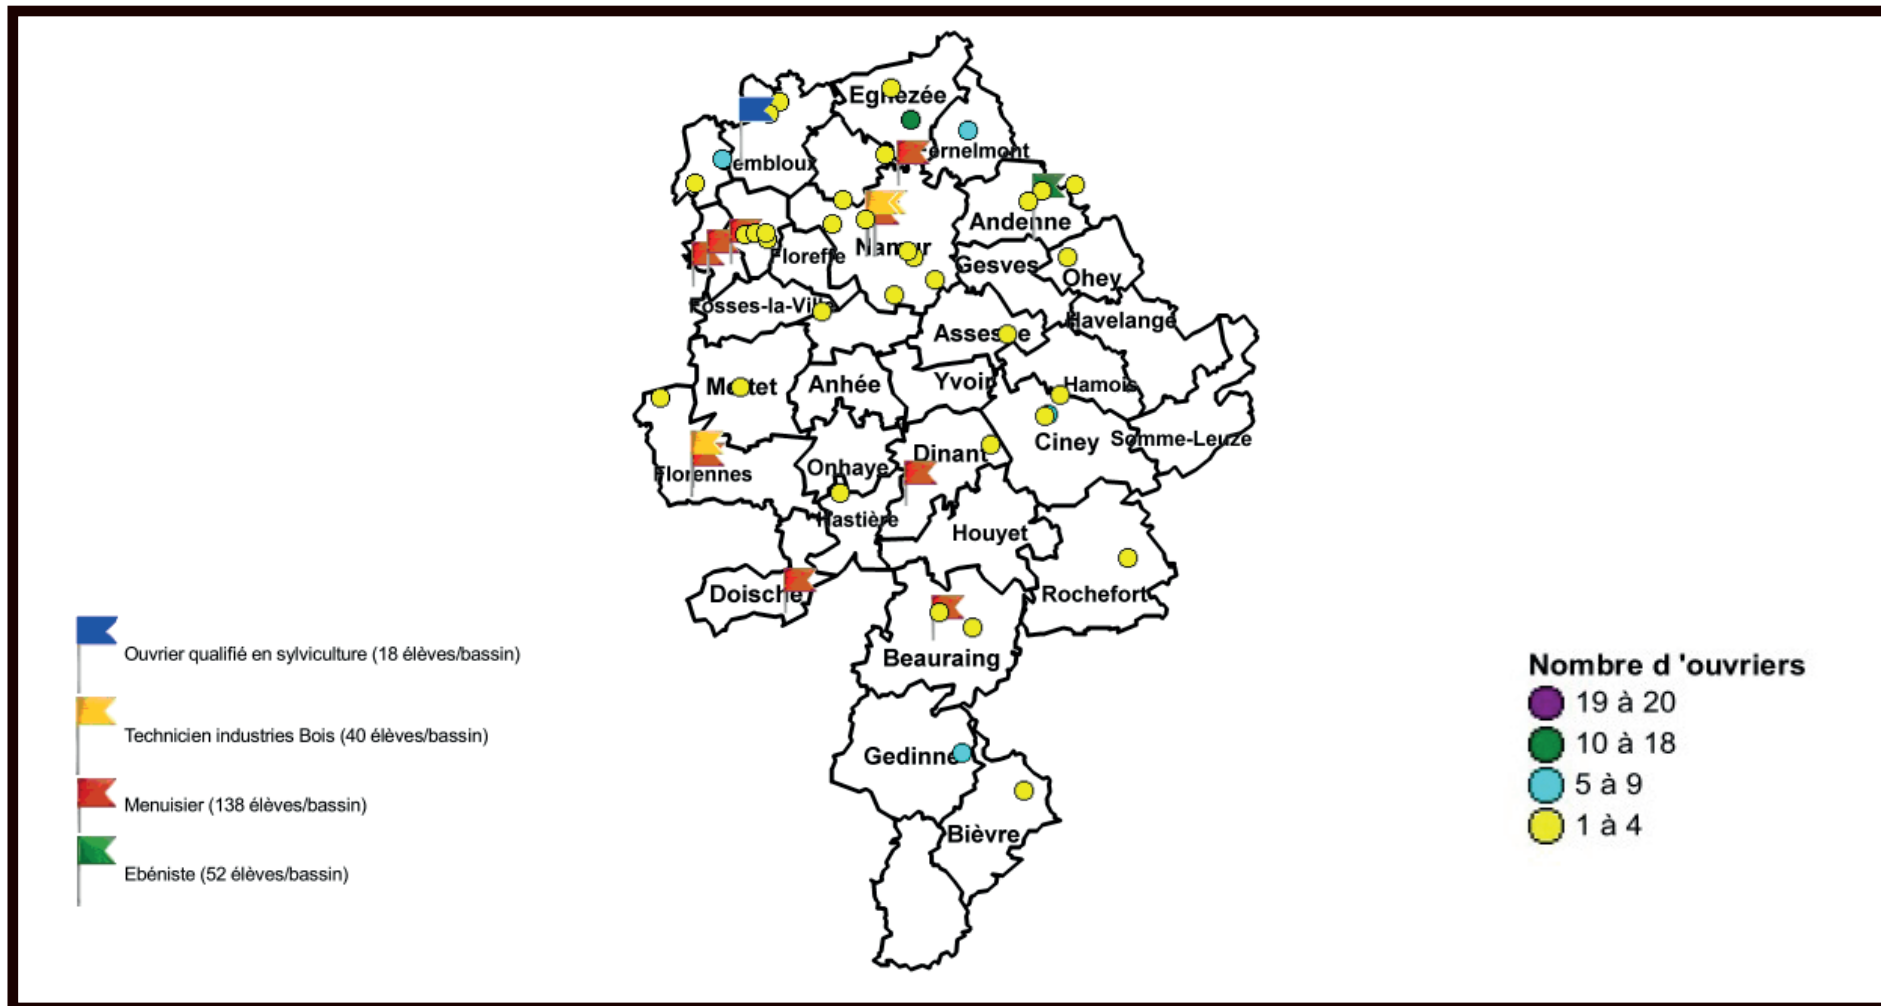 Eghezée
ernelmont
embloux
Andenne
Namur
Floreffe
Gesves
Ohey
Fosses-la-Ville
Havelange
Assesse
Mettet
Anhée
Yvoir
Hamois
Ciney
Somme-Leuze
Dinant
Onhaye
Florennes
Hastière
Houyet
Doische
Rochefort
Beauraing
Gedinne
Bièvre
Ouvrier qualifié en sylviculture (18 élèves/bassin)
Technicien industries Bois (40 élèves/bassin)
Menuisier (138 élèves/bassin)
Ebéniste (52 élèves/bassin)
Nombre d 'ouvriers
19 à 20
10 à 18
5 à 9
1 à 4